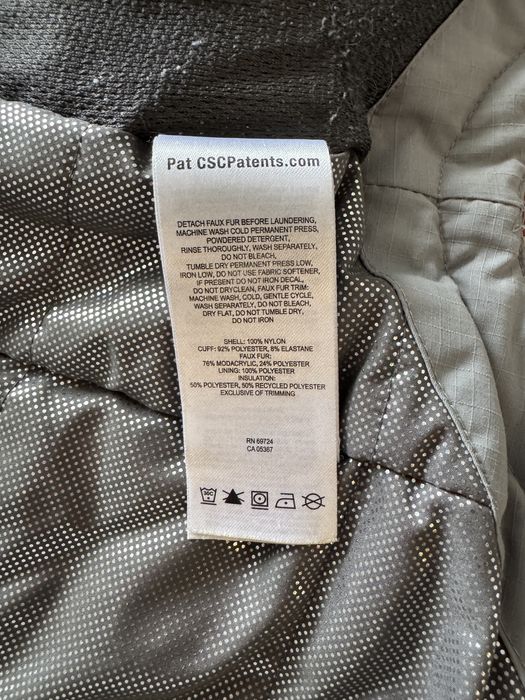 Pat CSCPatents.com
DETACH FAUX FUR BEFORE LAUNDERING,
MACHINE WASH COLD PERMANENT PRESS,
POWDERED DETERGENT,
RINSE THOROUGHLY, WASH SEPARATELY,
DO NOT BLEACH,
TUMBLE DRY PERMANENT PRESS LOW,
IRON LOW, DO NOT USE FABRIC SOFTENER,
IF PRESENT DO NOT IRON DECAL,
DO NOT DRYCLEAN, FAUX FUR TRIM:
MACHINE WASH, COLD, GENTLE CYCLE,
WASH SEPARATELY, DO NOT BLEACH,
DRY FLAT, DO NOT TUMBLE DRY,
DO NOT IRON
SHELL: 100% NYLON
CUFF: 92% POLYESTER, 8% ELASTANE
FAUX FUR:
76% MODACRYLIC, 24% POLYESTER
LINING: 100% POLYESTER
INSULATION:
50% POLYESTER, 50% RECYCLED POLYESTER
EXCLUSIVE OF TRIMMING
RN 69724
CA 05367
30C